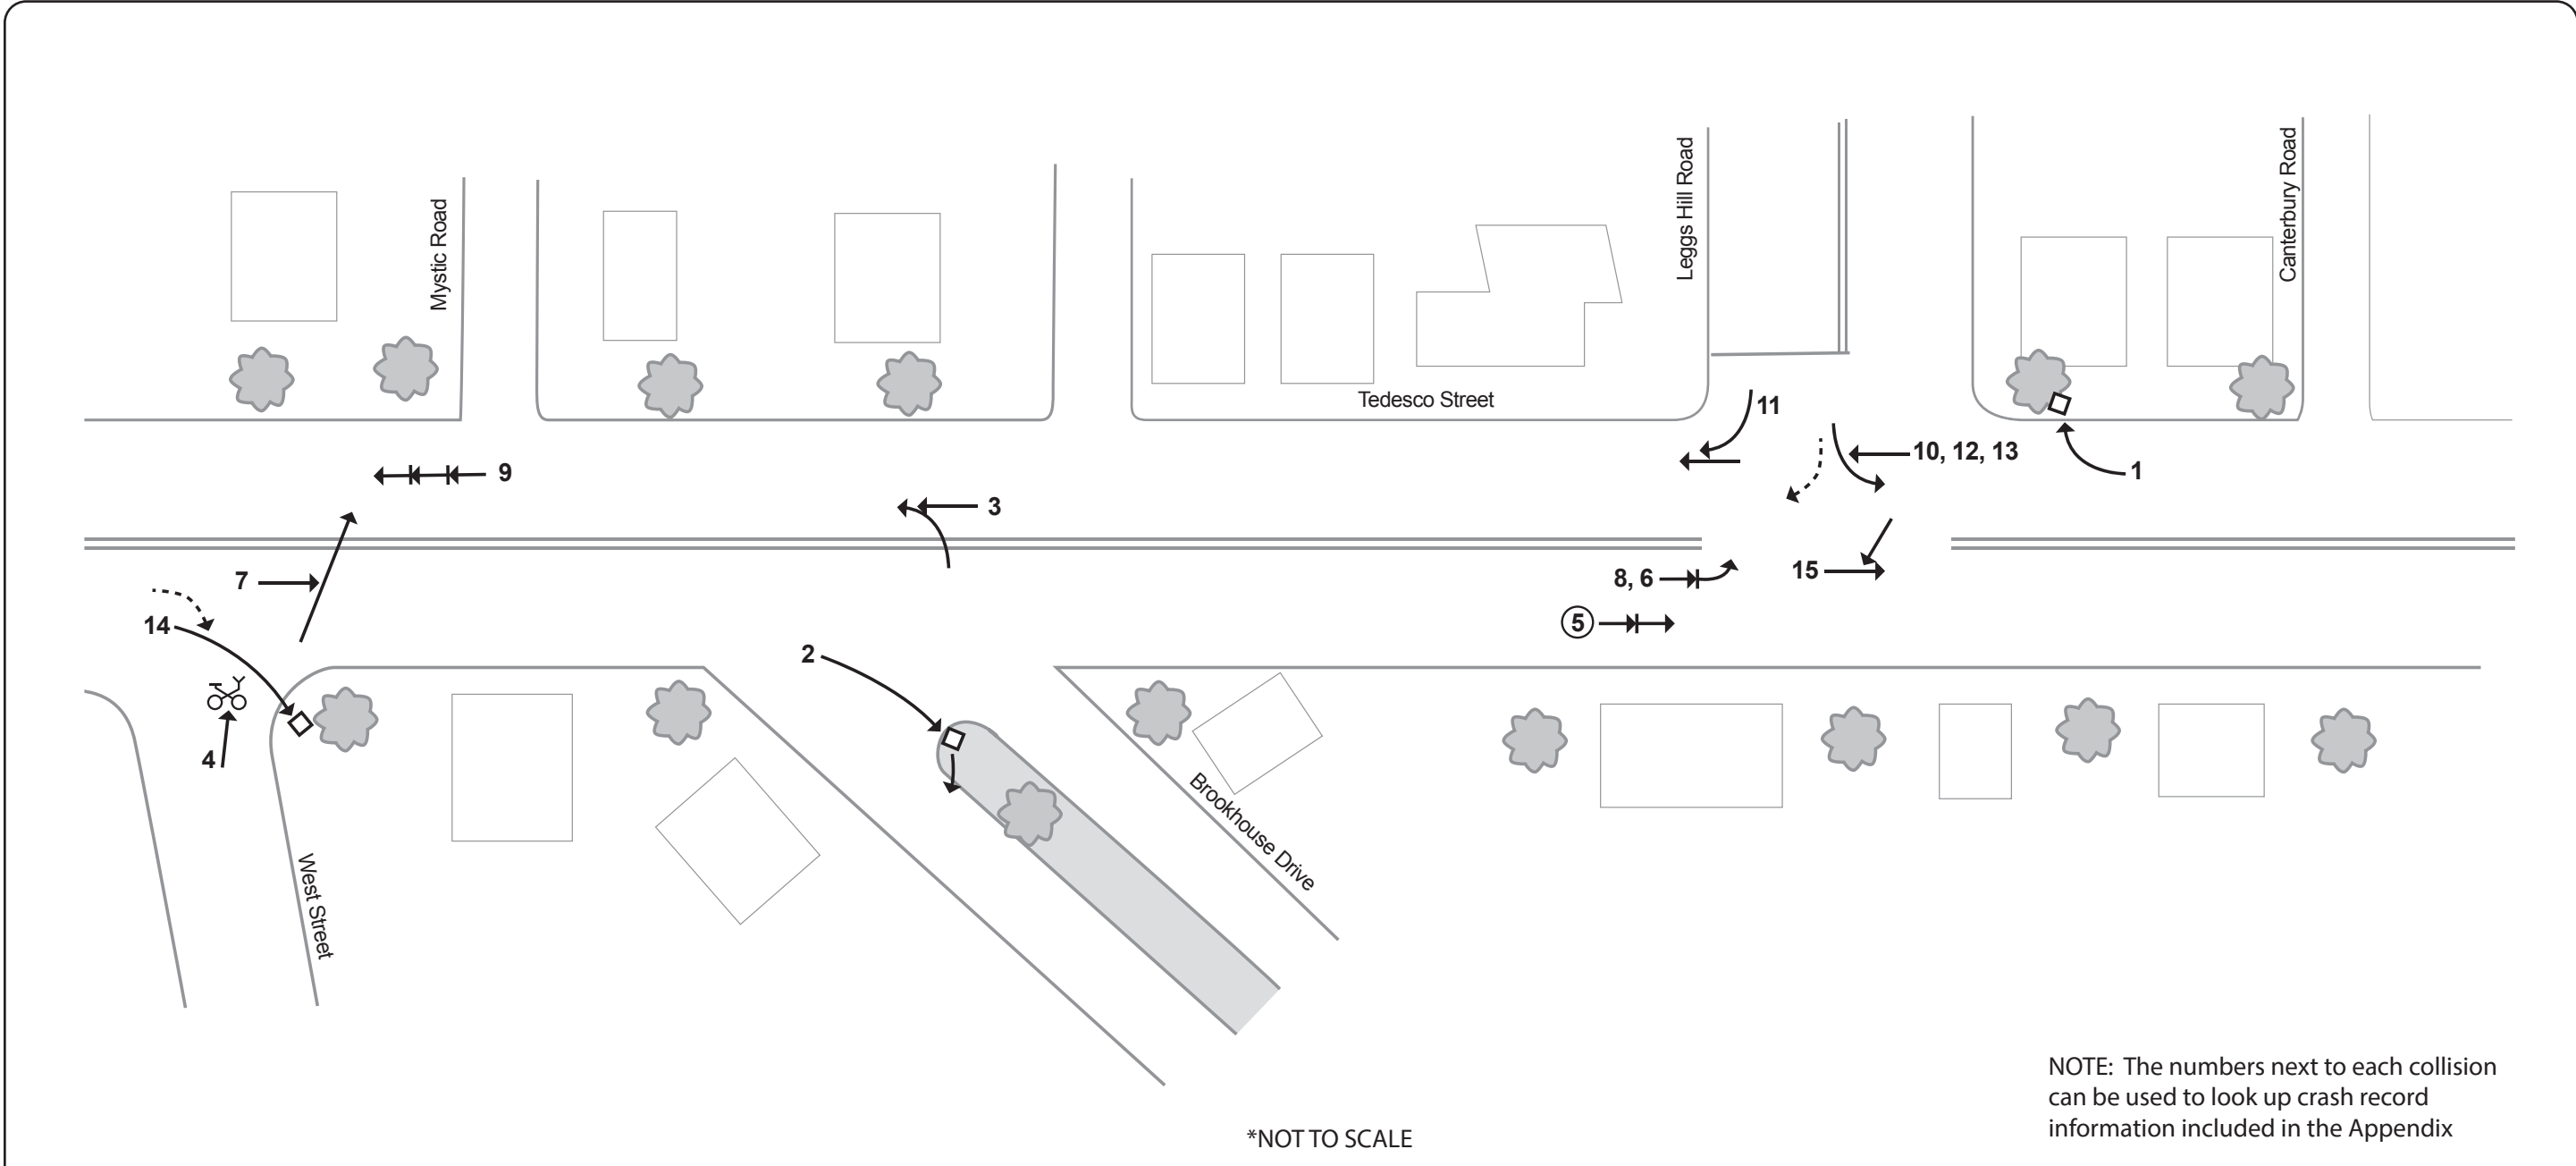 Mystic Road
Leggs Hill Road
Canterbury Road
Tedesco Street
11
10, 12, 13
1
9
3
7
8, 6
15
14
5
2
4
West Street
Brookhouse Drive
NOTE: The numbers next to each collision
can be used to look up crash record
information included in the Appendix
*NOT TO SCALE